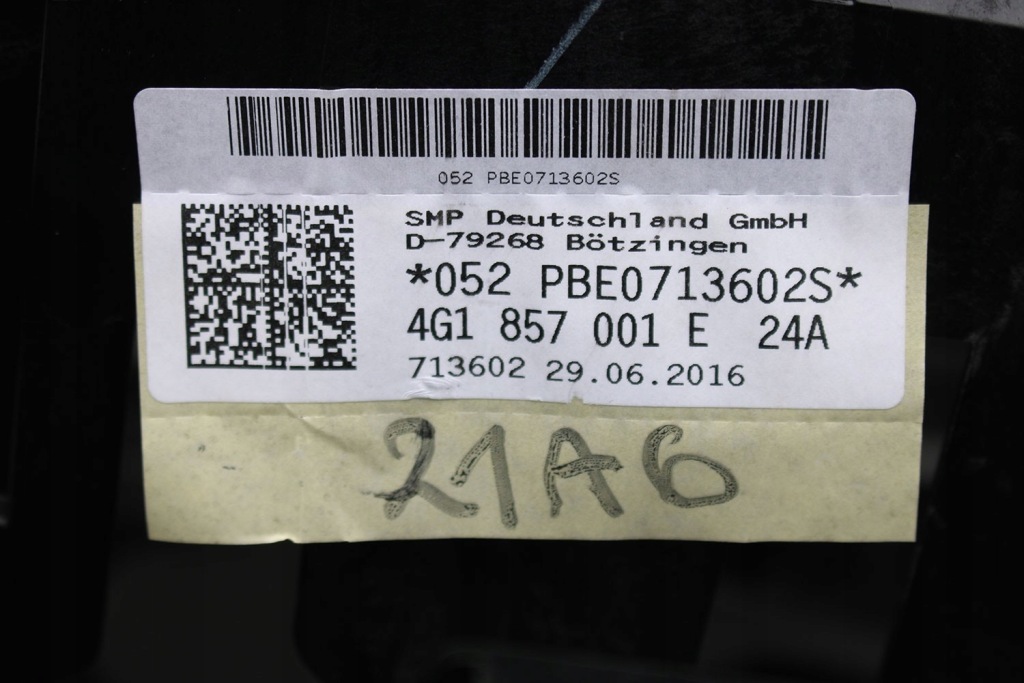 052 PBE0713602S
SMP Deutschland GmbH
D-79268 Bötzingen
*052 PBE0713602S*
4G1 857 001 E 24A
713602 29.06.2016
21A6